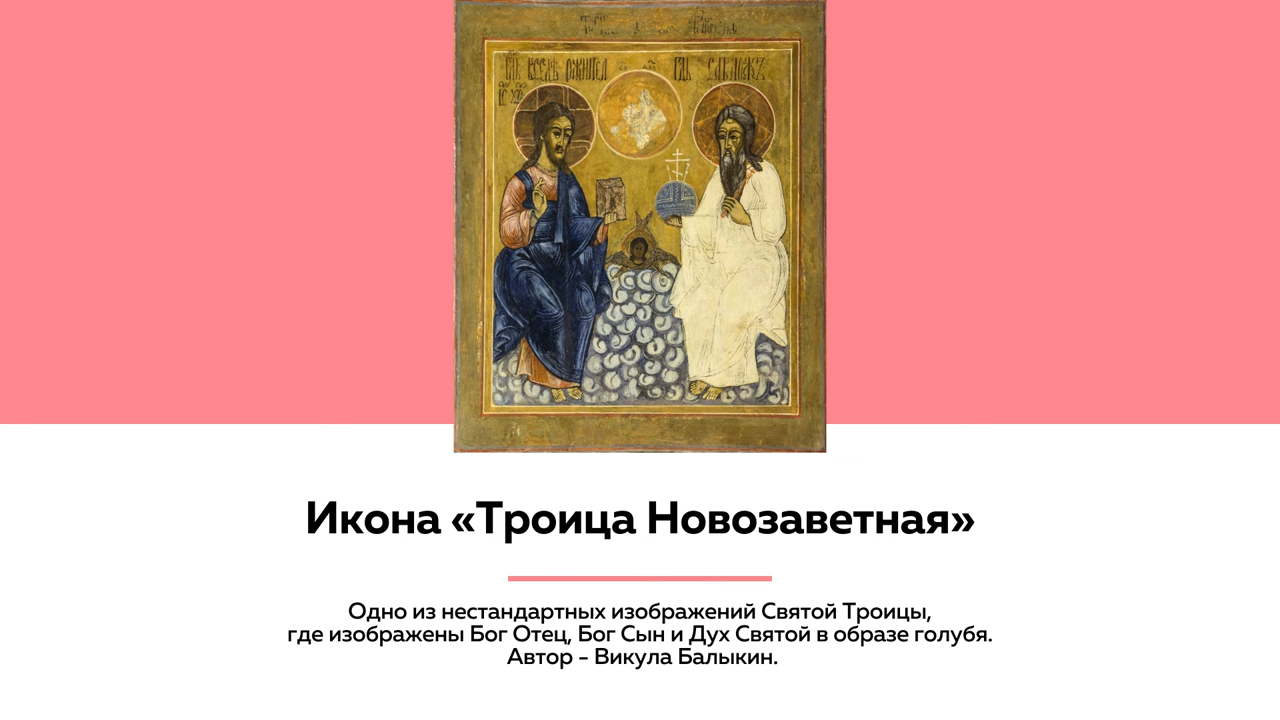 Икона «Троица Новозаветная»
Одно из нестандартных изображений Святой Троицы,
где изображены Бог Отец, Бог Сын и Дух Святой в образе голубя.
Автор - Викула Балыкин.